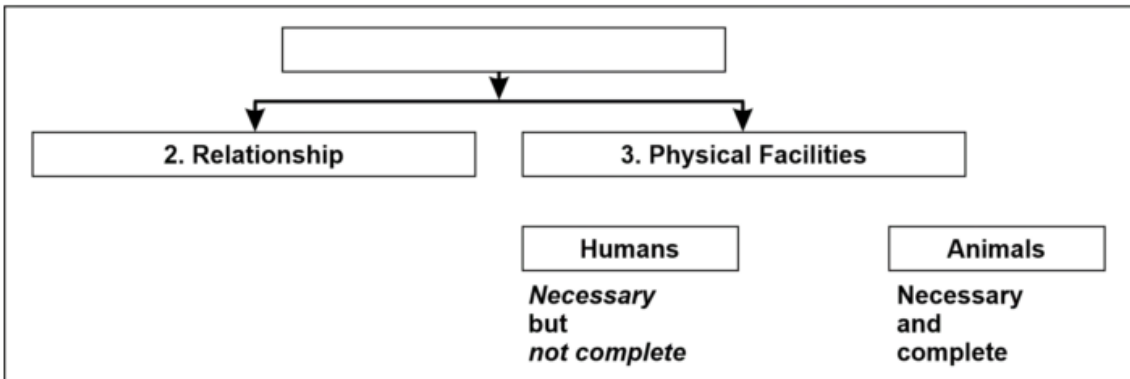 2. Relationship
3. Physical Facilities
Humans
Animals
Necessary
but
not complete
Necessary
and
complete